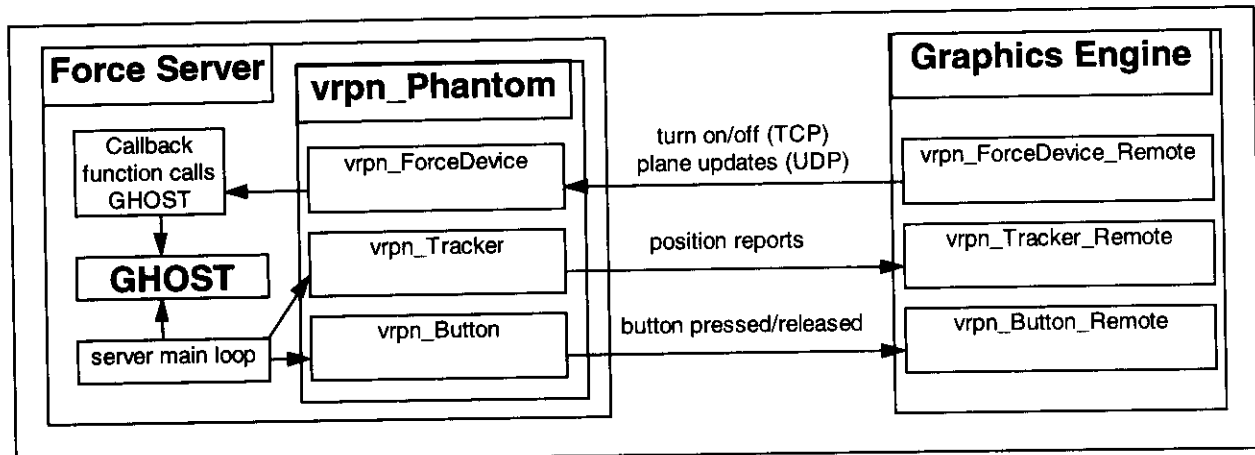 Force Server
vrpn_Phantom
Graphics Engine
Callback
function calls
GHOST
vrpn_ForceDevice
turn on/off (TCP)
plane updates (UDP)
vrpn_ForceDevice_Remote
GHOST
vrpn_Tracker
position reports
vrpn_Tracker_Remote
server main loop
vrpn_Button
button pressed/released
vrpn_Button_Remote